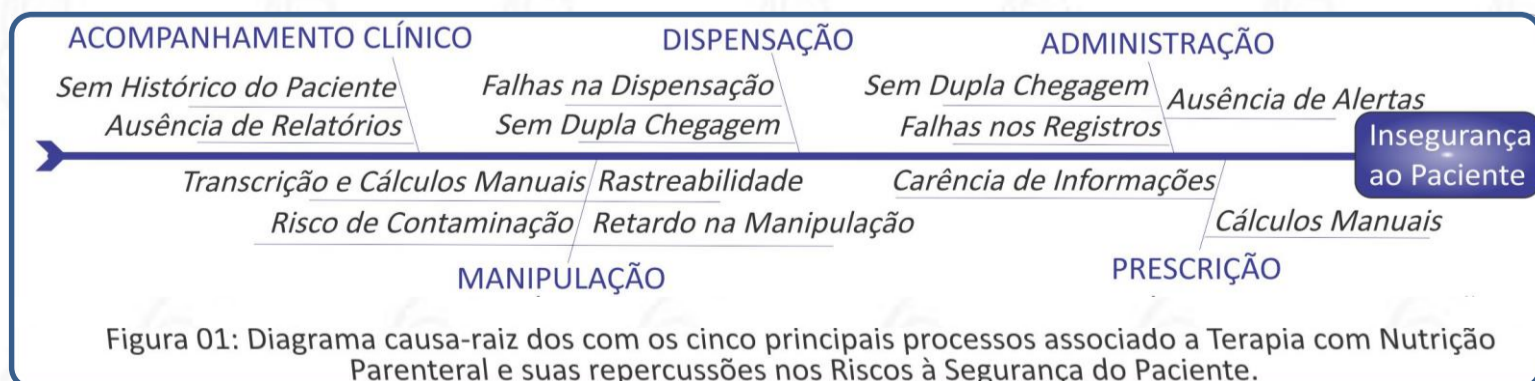 ACOMPANHAMENTO CLÍNICO
Sem Histórico do Paciente
Ausência de Relatórios
DISPENSAÇÃO
Falhas na Dispensação
Sem Dupla Chegagem
ADMINISTRAÇÃO
Sem Dupla Chegagem
Falhas nos Registros
Ausência de Alertas
Insegurança
ao Paciente
Transcrição e Cálculos Manuais
Risco de Contaminação
Rastreabilidade
Retardo na Manipulação
MANIPULAÇÃO
Carência de Informações
Cálculos Manuais
PRESCRIÇÃO
Figura 01: Diagrama causa-raiz dos com os cinco principais processos associado a Terapia com Nutrição
Parenteral e suas repercussões nos Riscos à Segurança do Paciente.